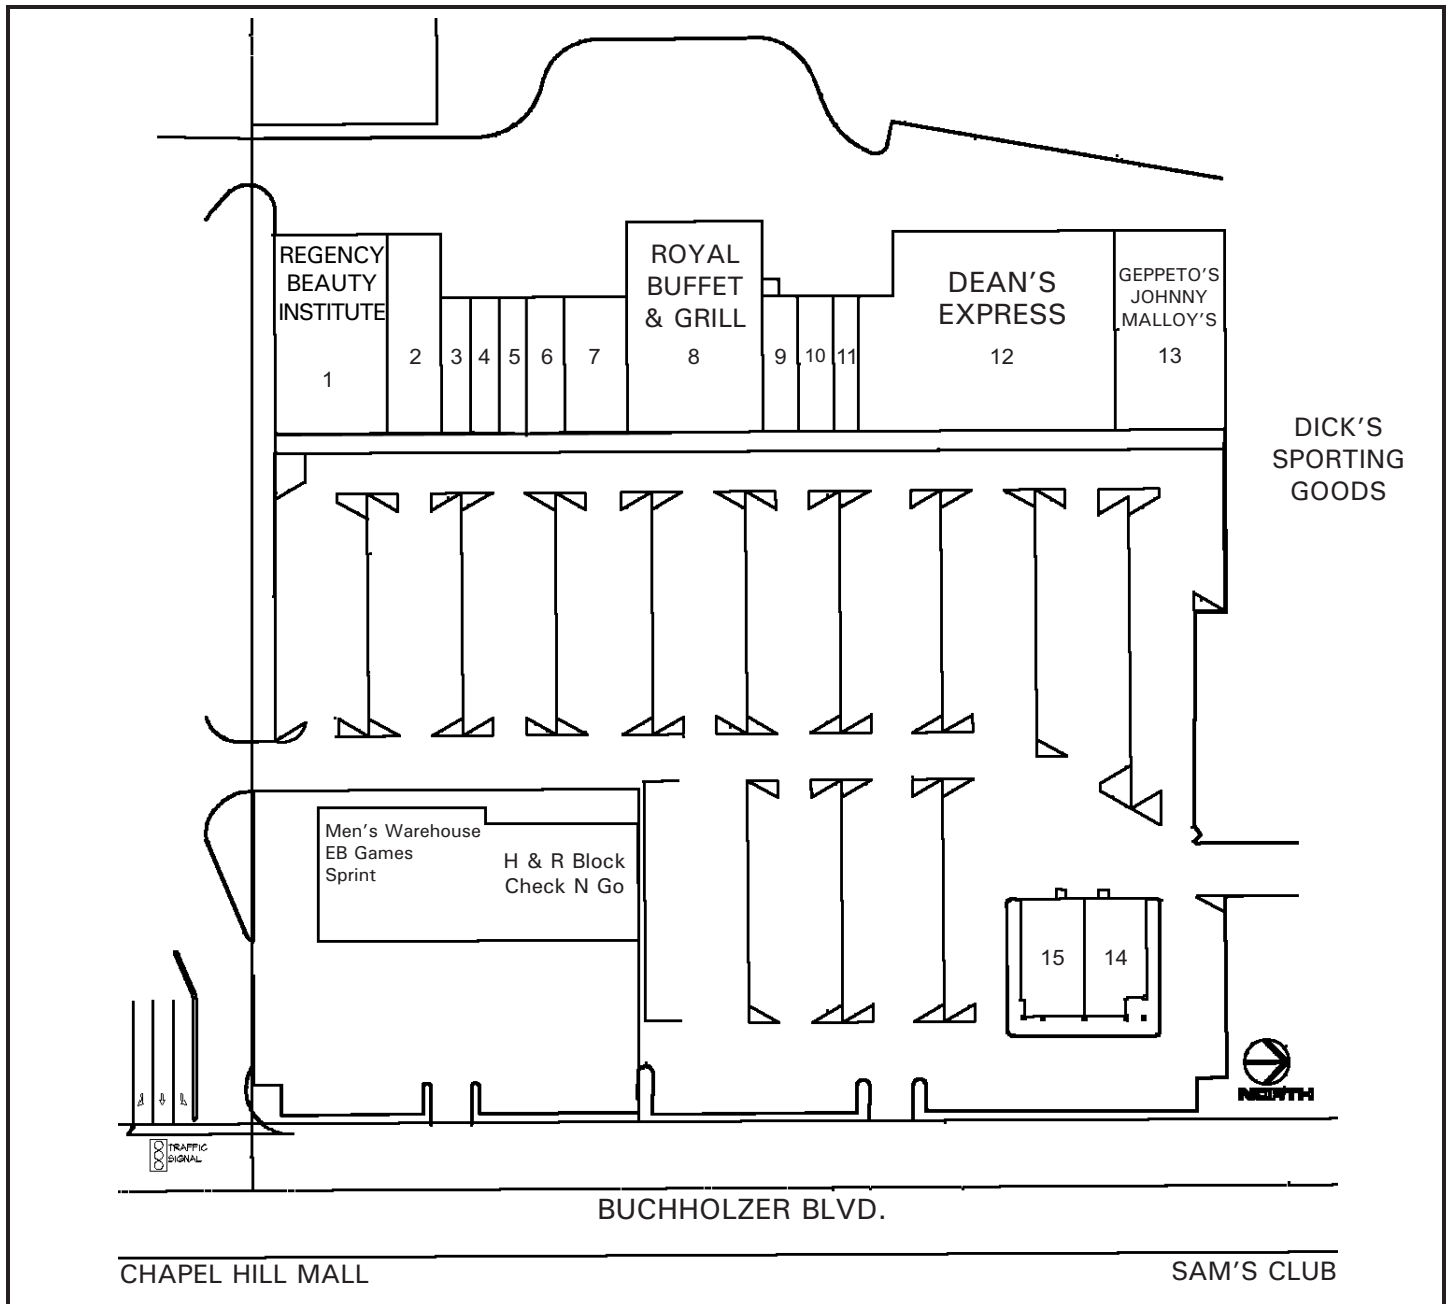 REGENCY
BEAUTY
INSTITUTE
1
2
3
4
5
6
7
ROYAL
BUFFET
& GRILL
8
9
10
11
DEAN'S
EXPRESS
12
GEPPETO'S
JOHNNY
MALLOY'S
13
DICK'S
SPORTING
GOODS
Men's Warehouse
EB Games
Sprint
H & R Block
Check N Go
15
14
NORTH
TRAFFIC
SIGNAL
BUCHHOLZER BLVD.
CHAPEL HILL MALL
SAM'S CLUB